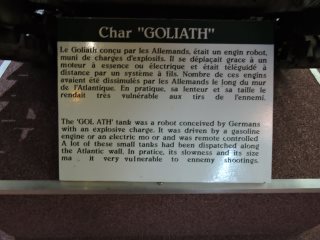 Char "GOLIATH"
Le Goliath conçu par les Allemands, était un engin robot,
muni de charges d'explosifs. Il se déplaçait grace à un
moteur à essence ou électrique et était téléguidé à
distance par un système à fils. Nombre de ces engins
avaient été dissimulés par les Allemands le long du mur
de l'Atlantique. En pratique, sa lenteur et sa taille le
rendait très vulnérable aux tirs de l'ennemi.
The 'GOL ATH' tank was a robot conceived by Germans
with an explosive charge. It was driven by a gasoline
engine or an electric mo or and was remote controlled
A lot of these small tanks had been dispatched along
the Atlantic wall. In pratice, its slowness and its size
ma it very vulnerable to ennemy shootings.